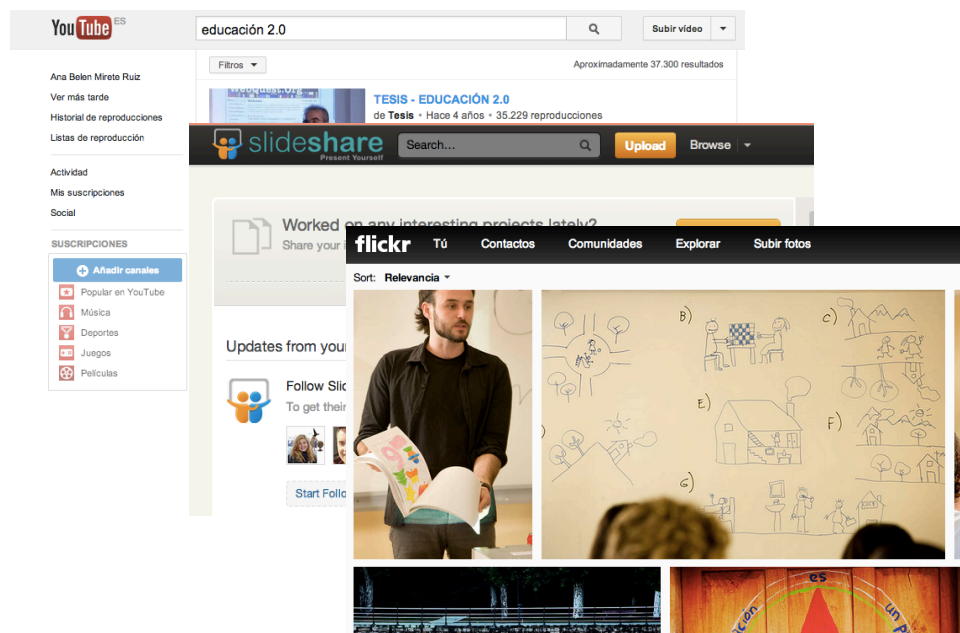 YouTube ES
educación 2.0
Subir vídeo
Filtros
Aproximadamente 37.300 resultados
Ana Belen Mirete Ruiz
Ver más tarde
Historial de reproducciones
Listas de reproducción
Actividad
Mis suscripciones
Social
SUSCRIPCIONES
Añadir canales
Popular en YouTube
Música
Deportes
Juegos
Películas
TESIS - EDUCACIÓN 2.0
de Tesis • Hace 4 años • 35.229 reproducciones
slideshare
Present Yourself
Search...
Upload
Browse
Worked on any interesting projects lately?
Share your
Updates from your
Follow
To get their
Start
flickr
Tú
Contactos
Comunidades
Explorar
Subir fotos
Sort: Relevancia
B)
C)
E)
F)
G)
es